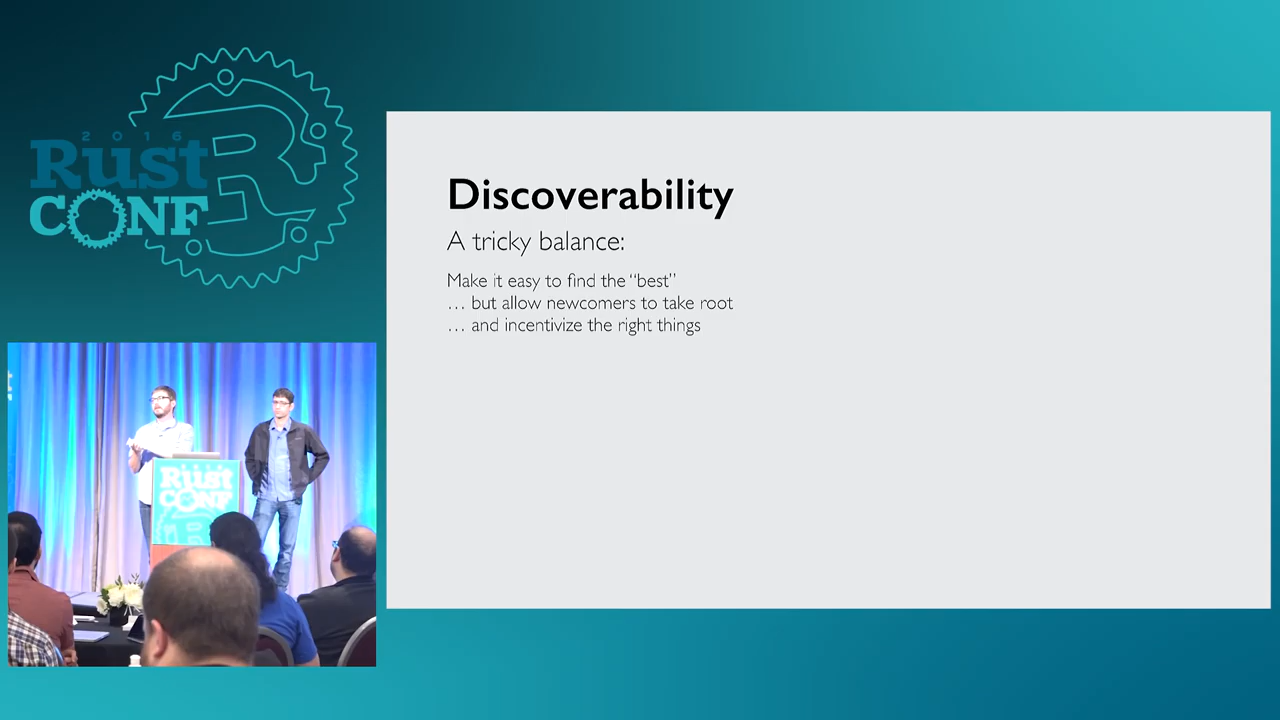 2016
Rust
CONF
Discoverability
A tricky balance:
Make it easy to find the “best”
… but allow newcomers to take root
… and incentivize the right things
Rust
CONF